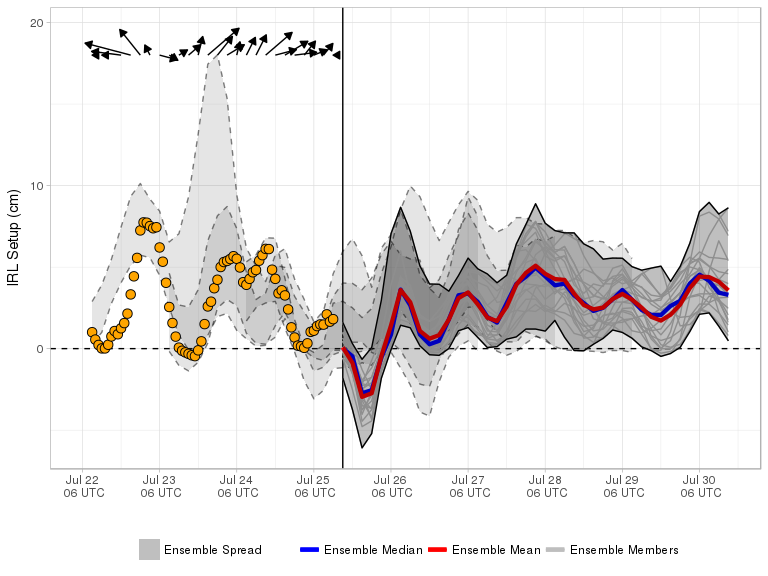 20
10
0
IRL Setup (cm)
Jul 22 Jul 23 Jul 24 Jul 25 Jul 26 Jul 27 Jul 28 Jul 29 Jul 30
06 UTC 06 UTC 06 UTC 06 UTC 06 UTC 06 UTC 06 UTC 06 UTC 06 UTC
Ensemble Spread Ensemble Median Ensemble Mean Ensemble Members